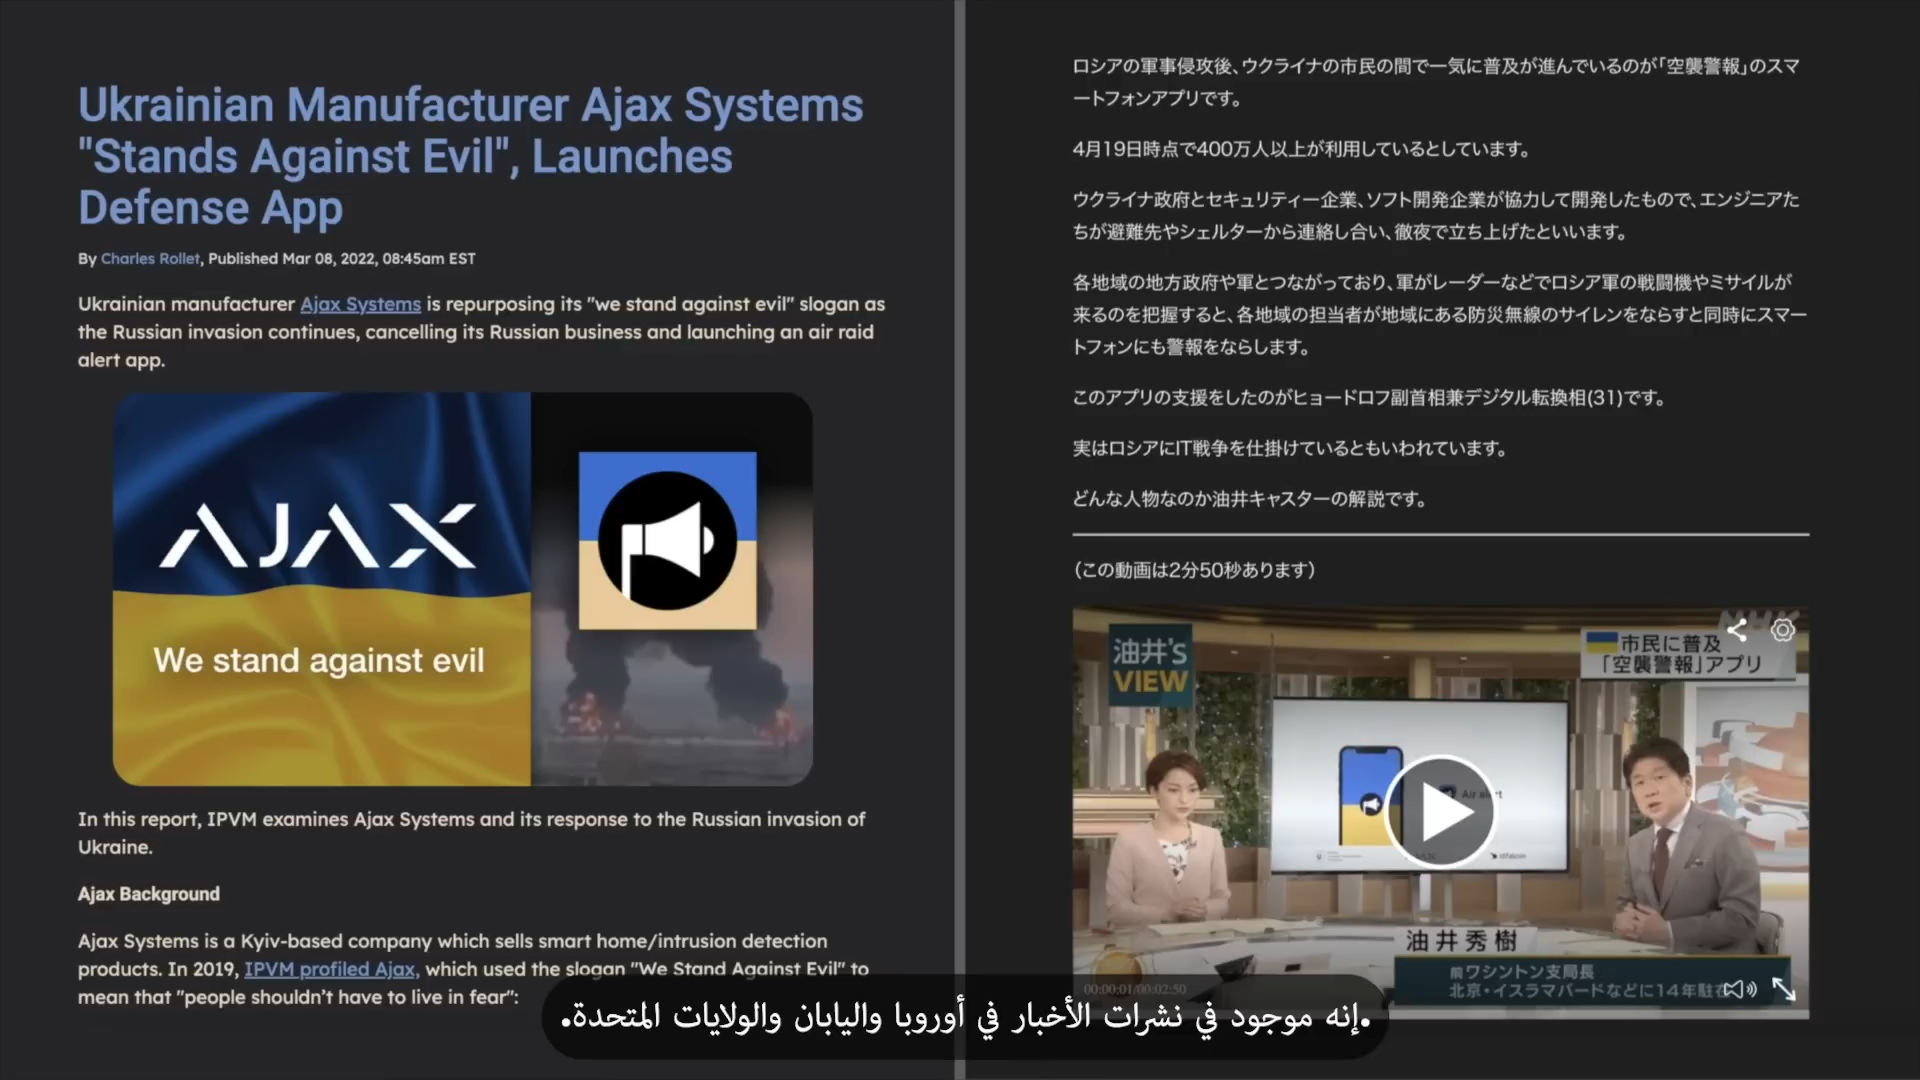 Ukrainian Manufacturer Ajax Systems
"Stands Against Evil", Launches
Defense App
By Charles Rollet, Published Mar 08, 2022, 08:45am EST
Ukrainian manufacturer Ajax Systems is repurposing its "we stand against evil" slogan as
the Russian invasion continues, cancelling its Russian business and launching an air raid
alert app.
AJAX
We stand against evil
In this report, IPVM examines Ajax Systems and its response to the Russian invasion of
Ukraine.
Ajax Background
Ajax Systems is a Kyiv-based company which sells smart home/intrusion detection
products. In 2019, IPVM profiled Ajax, which used the slogan "We Stand Against Evil" to
mean that "people shouldn't have to live in fear":
ロシアの軍事侵攻後、ウクライナの市民の間で一気に普及が進んでいるのが「空襲警報」のスマ
ートフォンアプリです。
4月19日時点で400万人以上が利用しているとしています。
ウクライナ政府とセキュリティー企業、ソフト開発企業が協力して開発したもので、エンジニアた
ちが避難先やシェルターから連絡し合い、徹夜で立ち上げたといいます。
各地域の地方政府や軍とつながっており、軍がレーダーなどでロシア軍の戦闘機やミサイルが
来るのを把握すると、各地域の担当者が地域にある防災無線のサイレンをならすと同時にスマー
トフォンにも警報をならします。
このアプリの支援をしたのがヒョードロフ副首相兼デジタル転換相(31)です。
実はロシアにIT戦争を仕掛けているともいわれています。
どんな人物なのか油井キャスターの解説です。
(この動画は2分50秒あります)
NHK
油井's
VIEW
市民に普及
「空襲警報」アプリ
Air alert
AJAX
stfalcon
油井秀樹
前ワシントン支局長
北京・イスラマバードなどに14年駐在
00:00:01/00:02:50
.إنه موجود في نشرات الأخبار في أوروبا واليابان والولايات المتحدة.